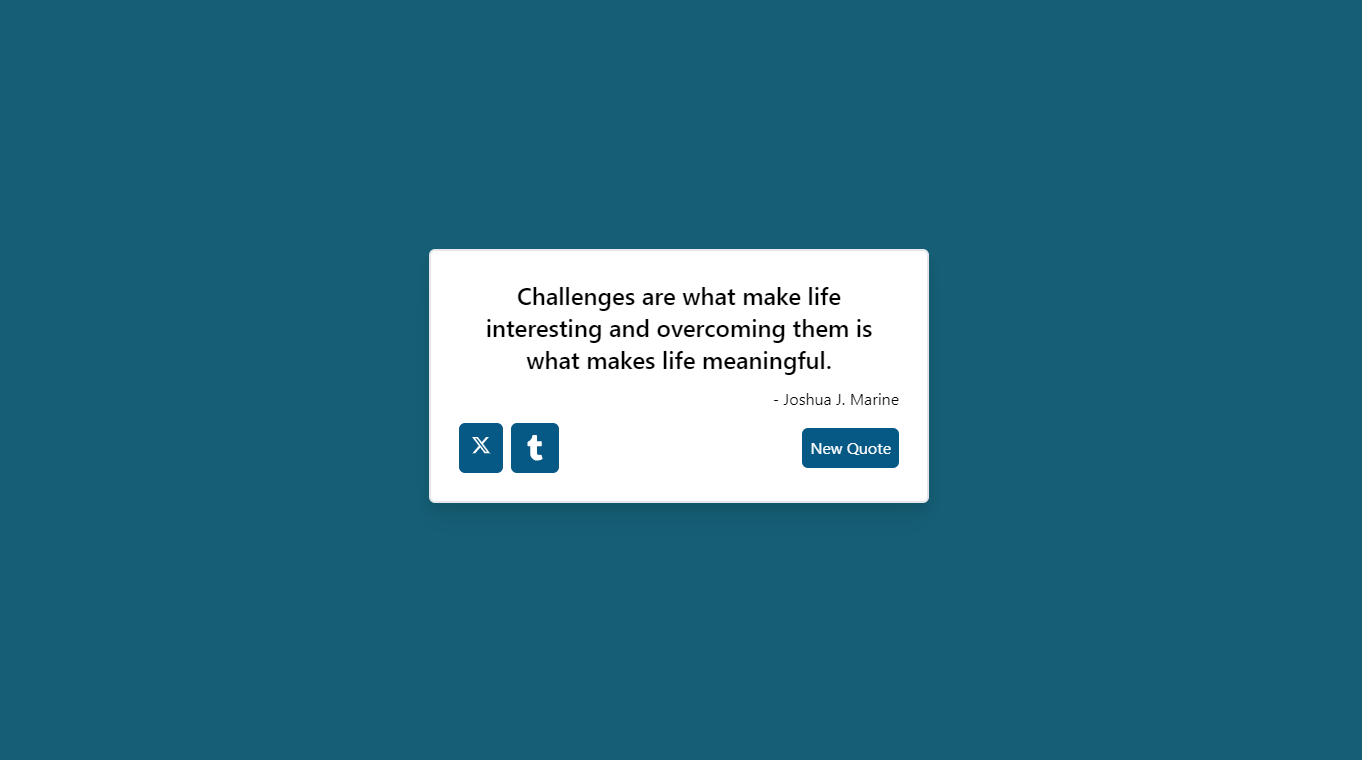 Challenges are what make life
interesting and overcoming them is
what makes life meaningful.
- Joshua J. Marine
New Quote